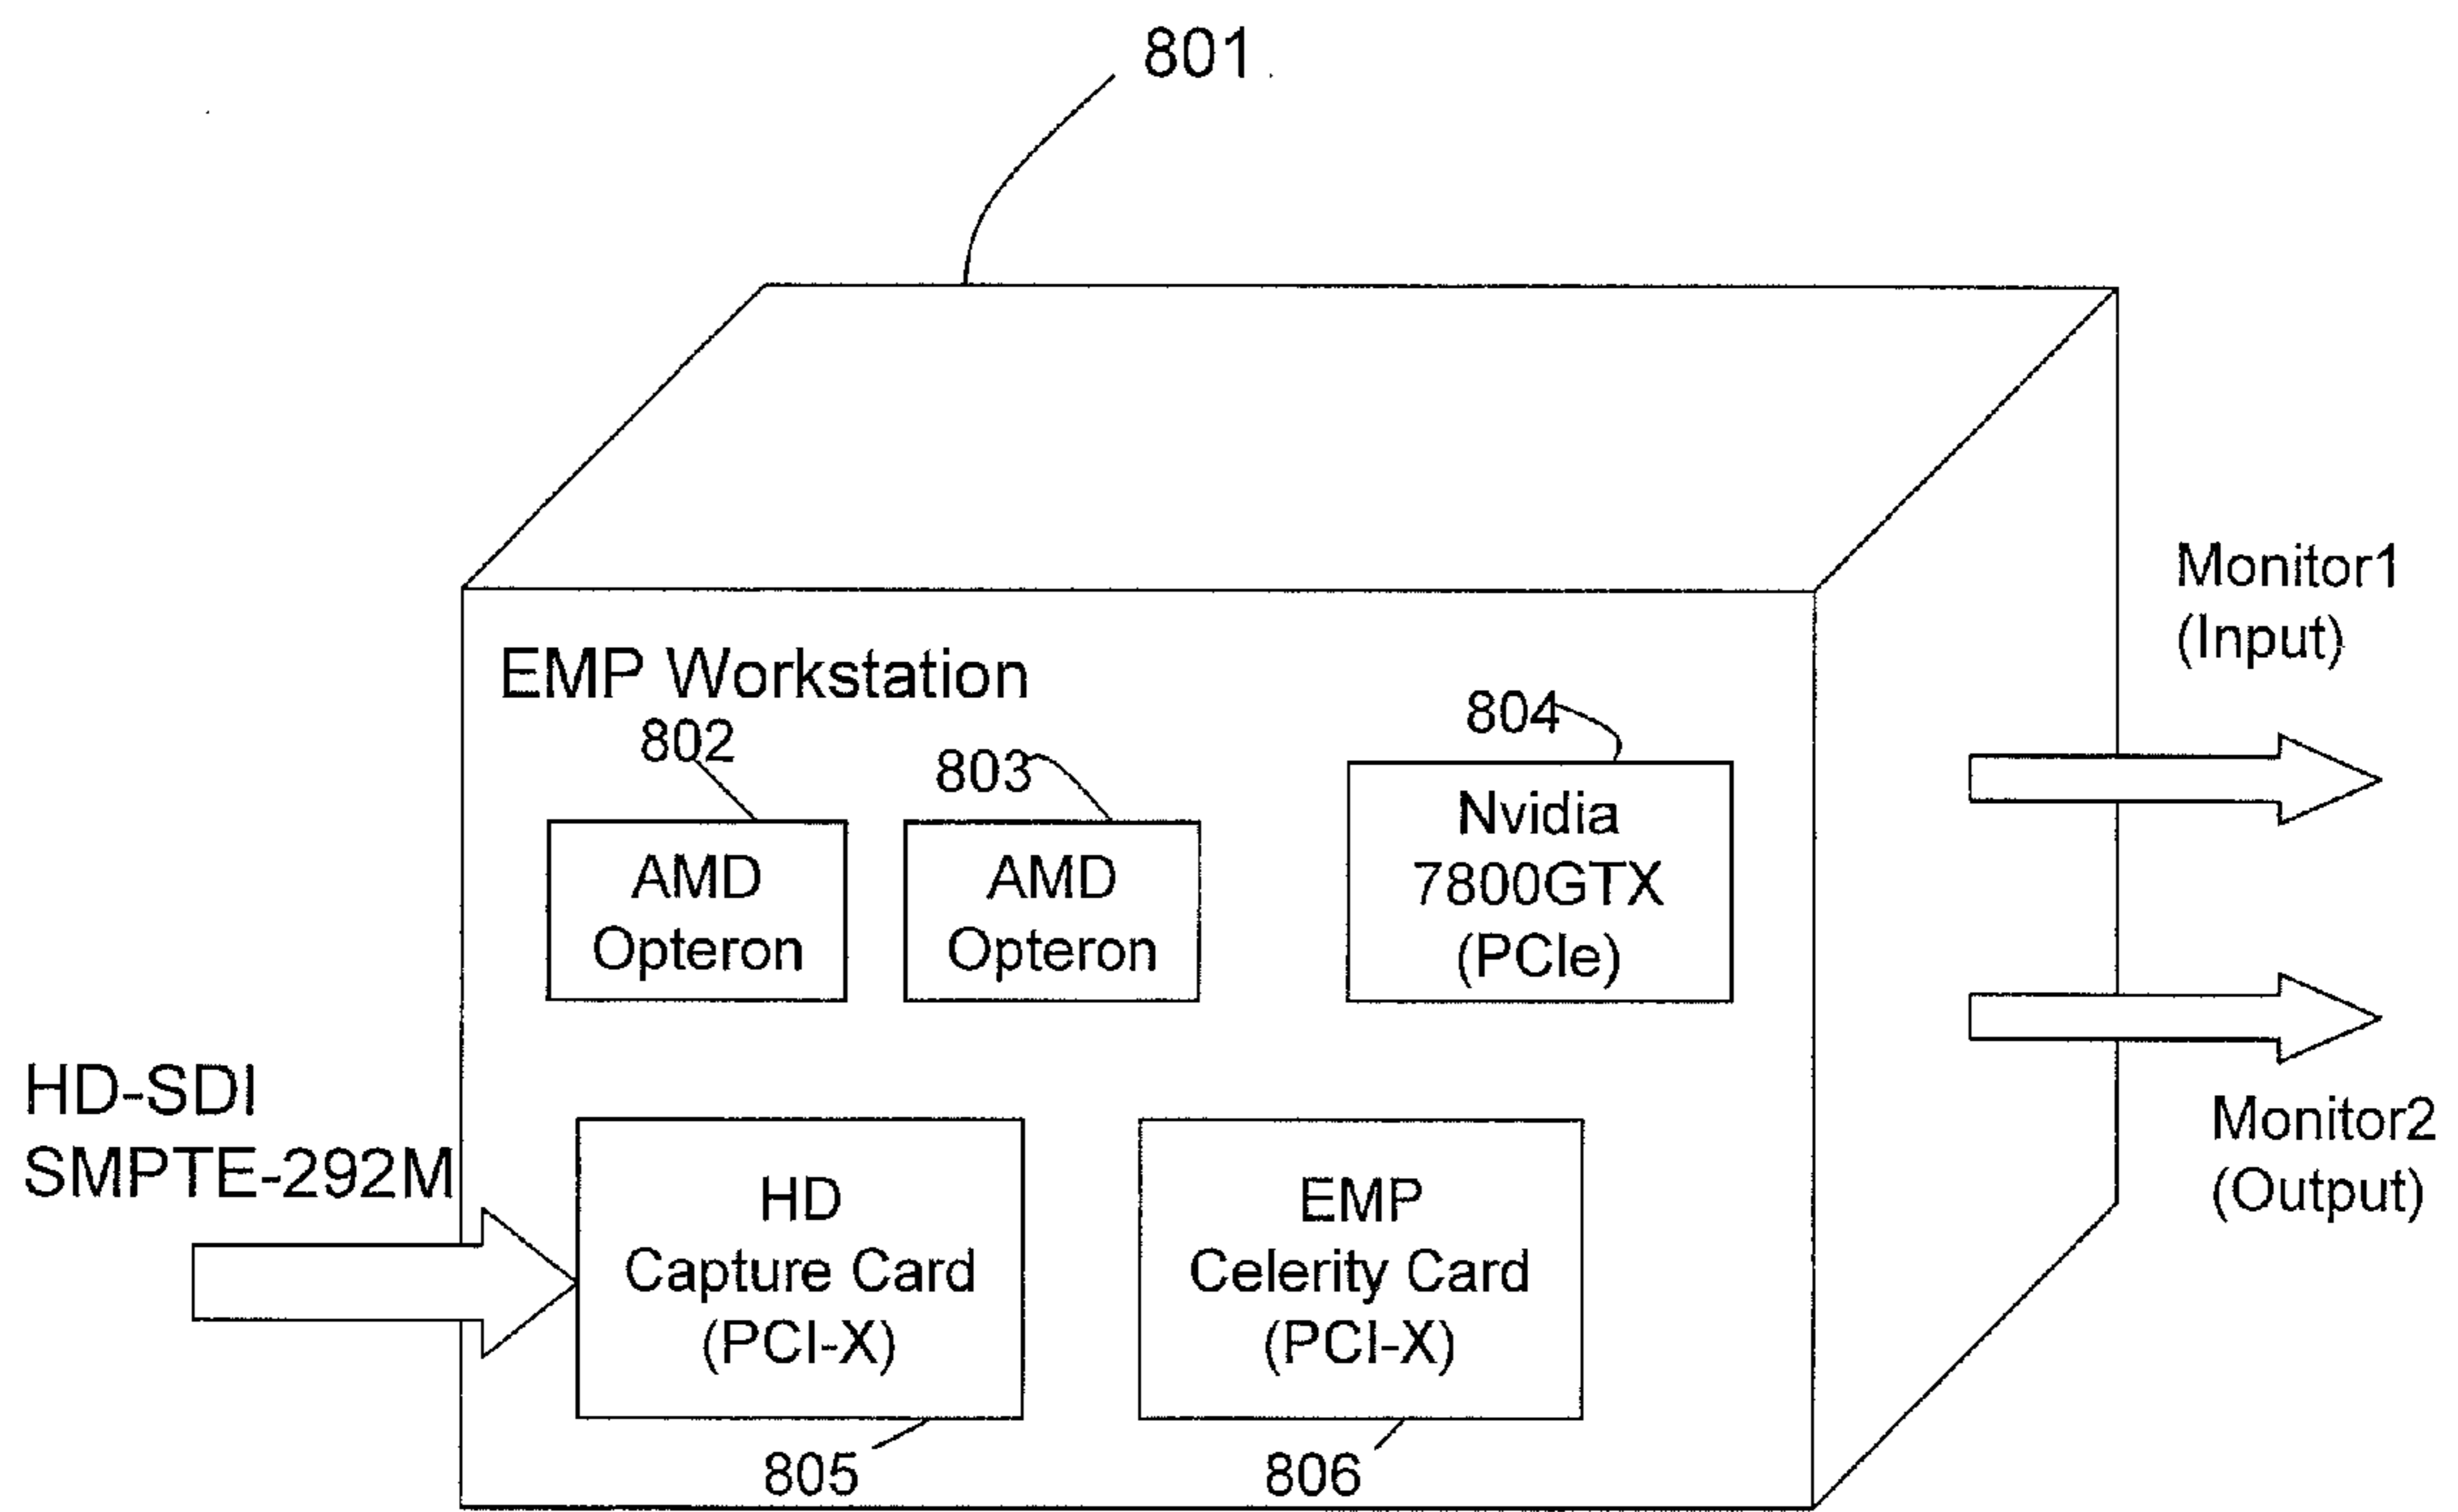 801
Monitor1
(Input)
EMP Workstation
802
803
804
AMD
Opteron
AMD
Opteron
Nvidia
7800GTX
(PCIe)
HD-SDI
SMPTE-292M
Monitor2
(Output)
HD
Capture Card
(PCI-X)
EMP
Celerity Card
(PCI-X)
805
806